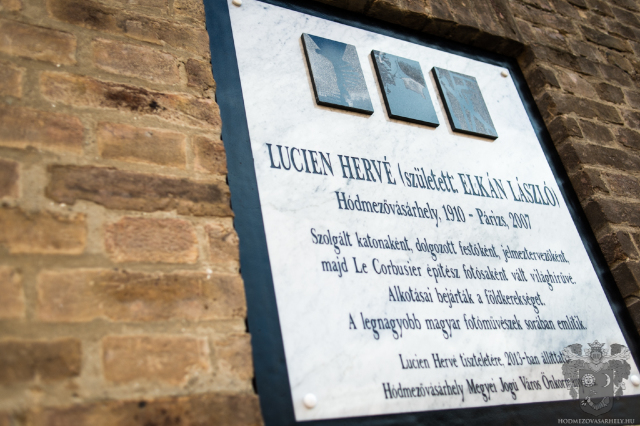 LUCIEN HERVÉ (született: ELKÁN LÁSZLÓ)
Hódmezővásárhely, 1910 - Párizs, 2007
Szolgált katonaként, dolgozott festőként, jelmeztervezőként,
majd Le Corbusier építész fotósaként vált világhírűvé.
Alkotásai bejárták a földkerekséget.
A legnagyobb magyar fotóművészek sorában említik.
Lucien Hervé tiszteletére, 2013-ban állíttatta
Hódmezővásárhely Megyei Jogú Város
HODMEZOVASARHELY.HU